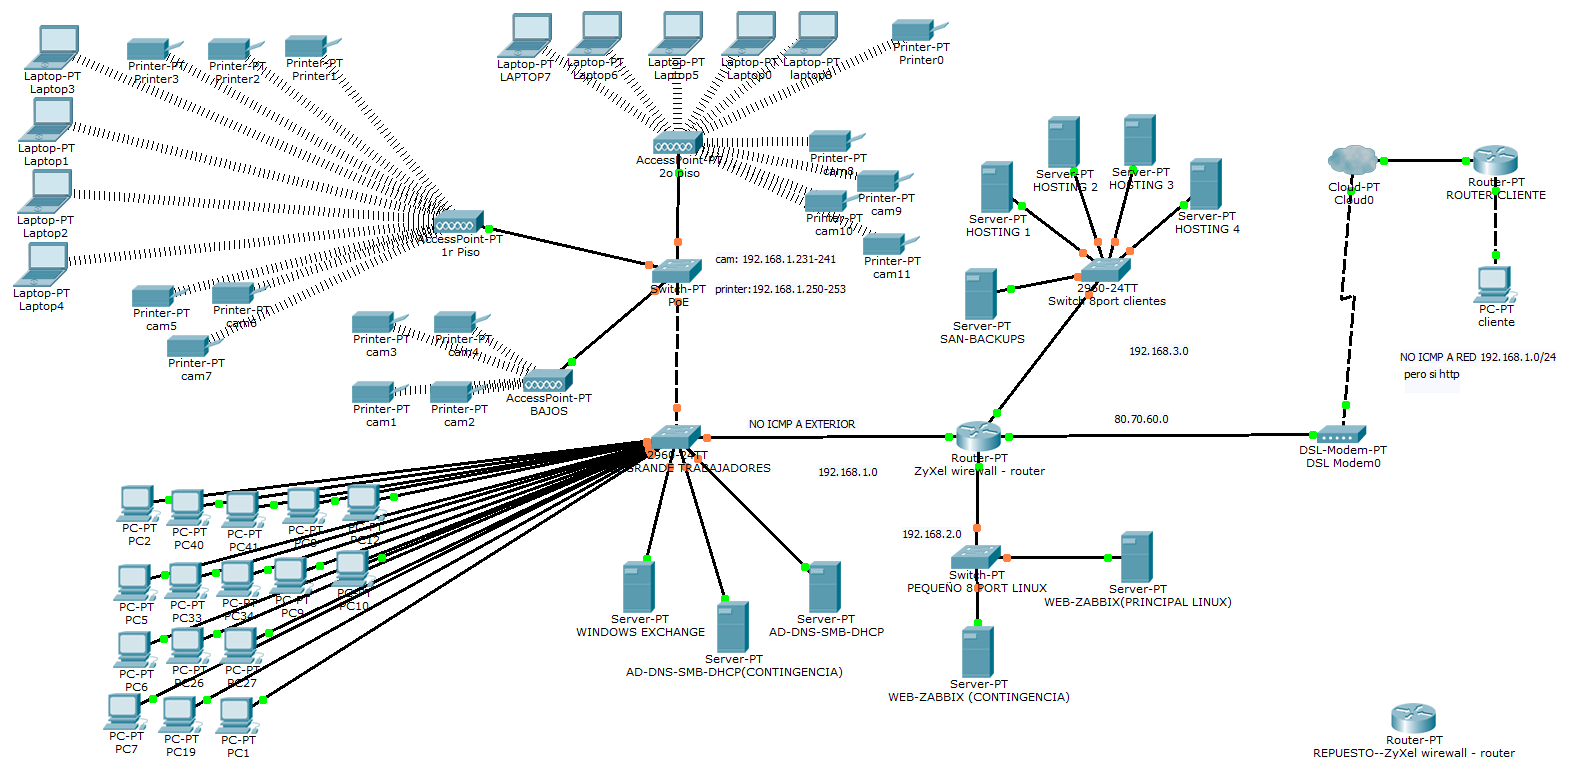 Laptop-PT
Laptop3
Printer-PT
Printer3
Printer-PT
Printer2
Printer-PT
Printer1
Laptop-PT
LAPTOP7
Laptop-PT
Laptop6
Laptop-PT
Laptop5
Laptop-PT
Laptop0
Laptop-PT
laptop8
Printer-PT
Printer0
Laptop-PT
Laptop1
Laptop-PT
Laptop2
Laptop-PT
Laptop4
AccessPoint-PT
1r Piso
AccessPoint-PT
2o piso
Printer-PT
cam8
Printer-PT
cam9
Printer-PT
cam10
Printer-PT
cam11
Printer-PT
cam5
Printer-PT
cam6
Printer-PT
cam7
Printer-PT
cam3
Printer-PT
cam4
Printer-PT
cam1
Printer-PT
cam2
AccessPoint-PT
BAJOS
Switch-PT
PoE
cam: 192.168.1.231-241
printer:192.168.1.250-253
Server-PT
HOSTING 1
Server-PT
HOSTING 2
Server-PT
HOSTING 3
Server-PT
HOSTING 4
2960-24TT
Switch 8port clientes
Server-PT
SAN-BACKUPS
192.168.3.0
Cloud-PT
Cloud0
Router-PT
ROUTER CLIENTE
PC-PT
cliente
NO ICMP A RED 192.168.1.0/24
pero si http
NO ICMP A EXTERIOR
80.70.60.0
2960-24TT
GRANDE TRABAJADORES
192.168.1.0
Router-PT
ZyXel wirewall - router
DSL-Modem-PT
DSL Modem0
PC-PT
PC2
PC-PT
PC40
PC-PT
PC41
PC-PT
PC8
PC-PT
PC12
PC-PT
PC5
PC-PT
PC33
PC-PT
PC34
PC-PT
PC9
PC-PT
PC10
PC-PT
PC6
PC-PT
PC26
PC-PT
PC27
PC-PT
PC7
PC-PT
PC19
PC-PT
PC1
Server-PT
WINDOWS EXCHANGE
Server-PT
AD-DNS-SMB-DHCP(CONTINGENCIA)
Server-PT
AD-DNS-SMB-DHCP
192.168.2.0
Switch-PT
PEQUEÑO 8 PORT LINUX
Server-PT
WEB-ZABBIX(PRINCIPAL LINUX)
Server-PT
WEB-ZABBIX (CONTINGENCIA)
Router-PT
REPUESTO--ZyXel wirewall - router